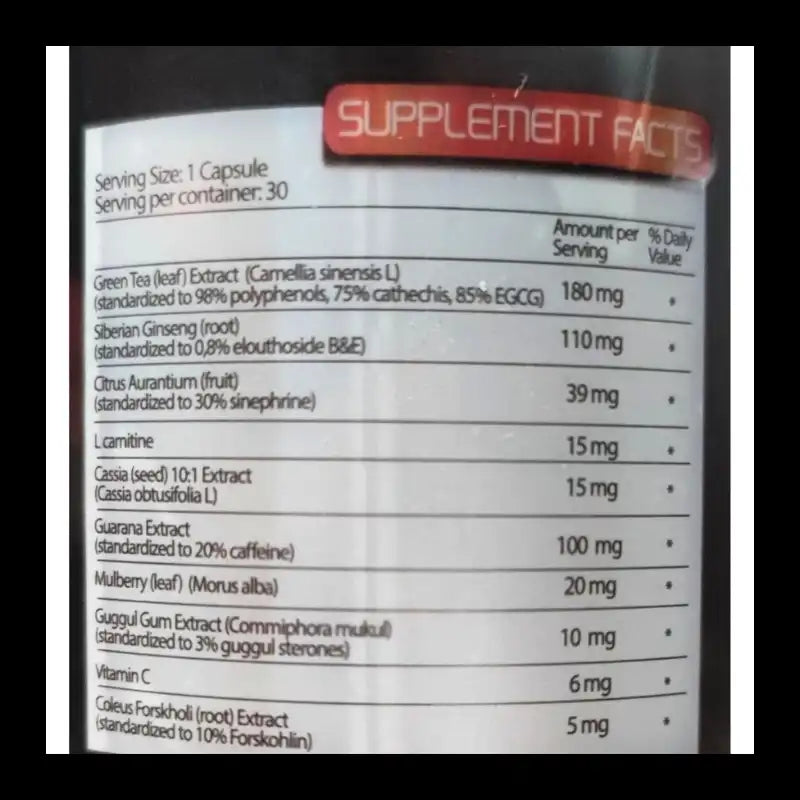 SUPPLEMENT FACTS
Serving Size: 1 Capsule
Serving per container: 30
Amount per Serving
% Daily Value
Green Tea (leaf) Extract (Camellia sinensis L)
(standardized to 98% polyphenols, 75% cathechis, 85% EGCG) 180 mg *
Siberian Ginseng (root)
(standardized to 0,8% elouthoside B&E) 110 mg *
Citrus Aurantium (fruit)
(standardized to 30% sinephrine) 39 mg *
L carnitine 15 mg *
Cassia (seed) 10:1 Extract
(Cassia obtusifolia L) 15 mg *
Guarana Extract
(standardized to 20% caffeine) 100 mg *
Mulberry (leaf) (Morus alba) 20 mg *
Guggul Gum Extract (Commiphora mukul)
(standardized to 3% guggul sterones) 10 mg *
Vitamin C 6 mg *
Coleus Forskholi (root) Extract
(standardized to 10% Forskohlin) 5 mg *